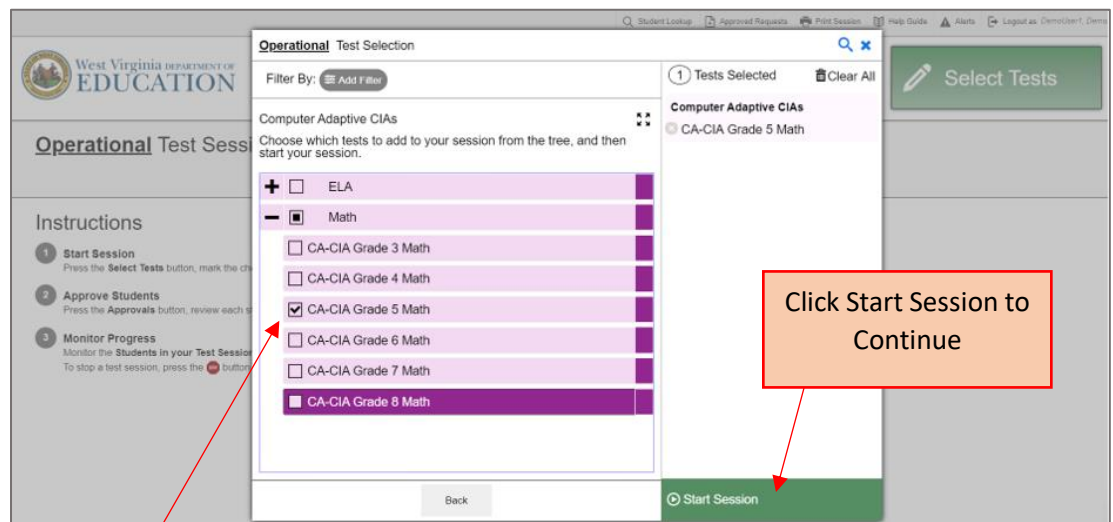 Student Lookup Approved Requests Print Session Help Guide Alerts Logout as DemoUser1, Demo
West Virginia DEPARTMENT OF
EDUCATION
Select Tests
Operational Test Sessi
Instructions
1 Start Session
Press the Select Tests button, mark the ch
2 Approve Students
Press the Approvals button, review each s
3 Monitor Progress
Monitor the Students in your Test Session
To stop a test session, press the button
Operational Test Selection
Filter By: Add Filter
Computer Adaptive CIAs
Choose which tests to add to your session from the tree, and then
start your session.
ELA
Math
CA-CIA Grade 3 Math
CA-CIA Grade 4 Math
CA-CIA Grade 5 Math
CA-CIA Grade 6 Math
CA-CIA Grade 7 Math
CA-CIA Grade 8 Math
Back
1 Tests Selected Clear All
Computer Adaptive CIAs
CA-CIA Grade 5 Math
Start Session
Click Start Session to
Continue